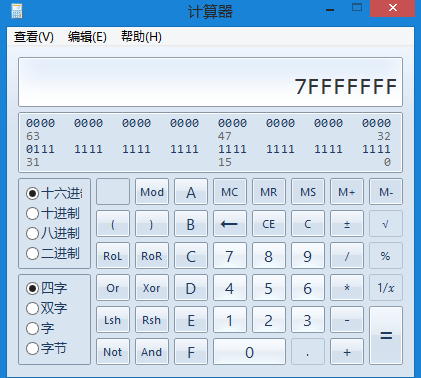 计算器
查看(V) 编辑(E) 帮助(H)
7FFFFFFF
0000 0000 0000 0000 0000 0000 0000 0000
63 47 32
0111 1111 1111 1111 1111 1111 1111 1111
31 15 0
十六进制 Mod A MC MR MS M+ M-
十进制 ( ) B ← CE C ± √
八进制
二进制 RoL RoR C 7 8 9 / %
四字 Or Xor D 4 5 6 * 1/x
双字
字 Lsh Rsh E 1 2 3 - =
字节 Not And F 0 . +